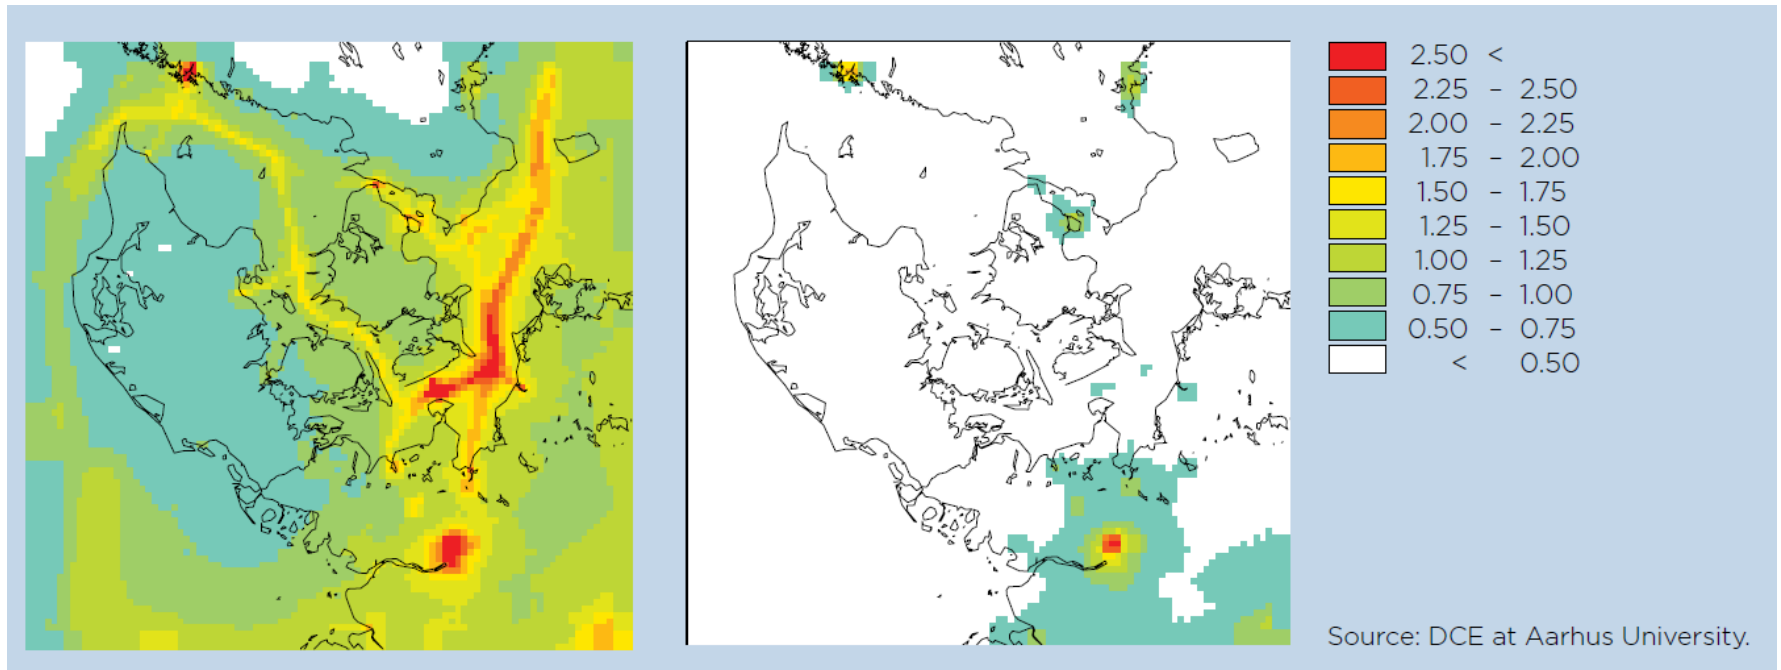 2.50 <
2.25 – 2.50
2.00 – 2.25
1.75 – 2.00
1.50 – 1.75
1.25 – 1.50
1.00 – 1.25
0.75 – 1.00
0.50 – 0.75
< 0.50
Source: DCE at Aarhus University.